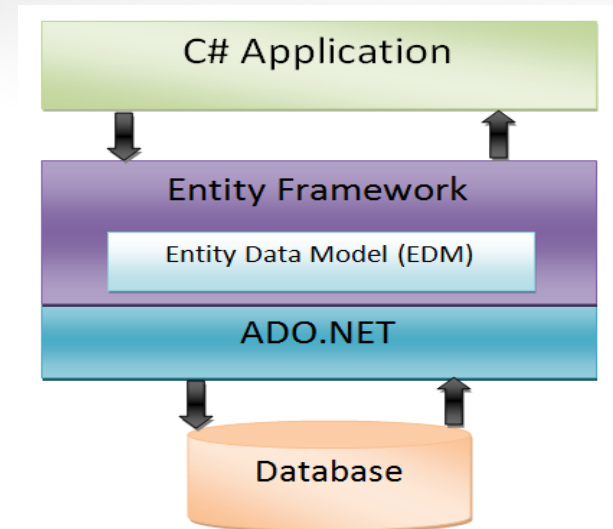 C# Application
Entity Framework
Entity Data Model (EDM)
ADO.NET
Database